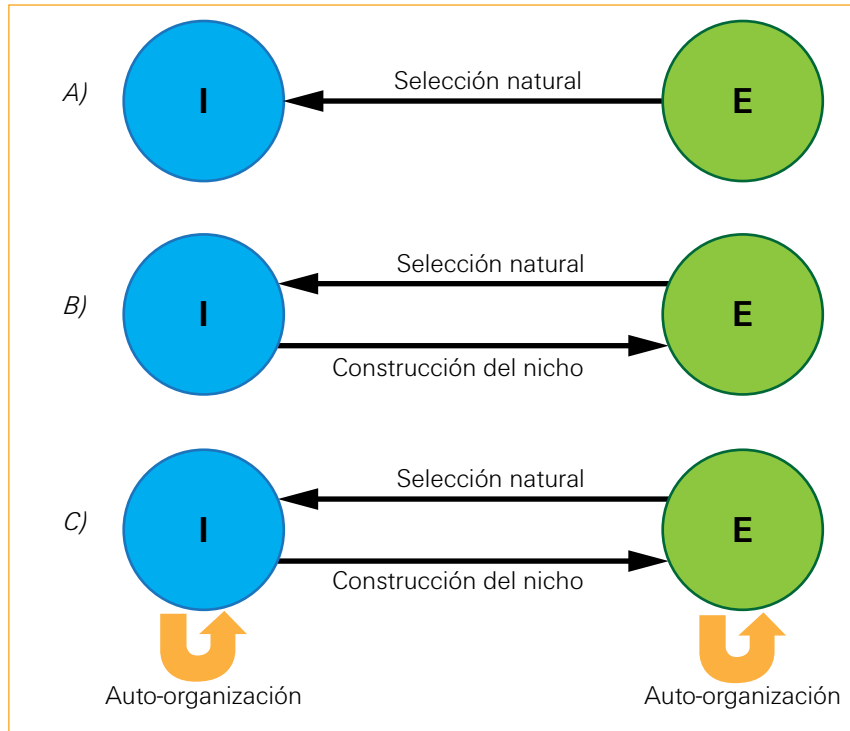 A)
I
Selección natural
E
B)
I
Selección natural
Construcción del nicho
E
C)
I
Selección natural
Construcción del nicho
E
Auto-organización
Auto-organización